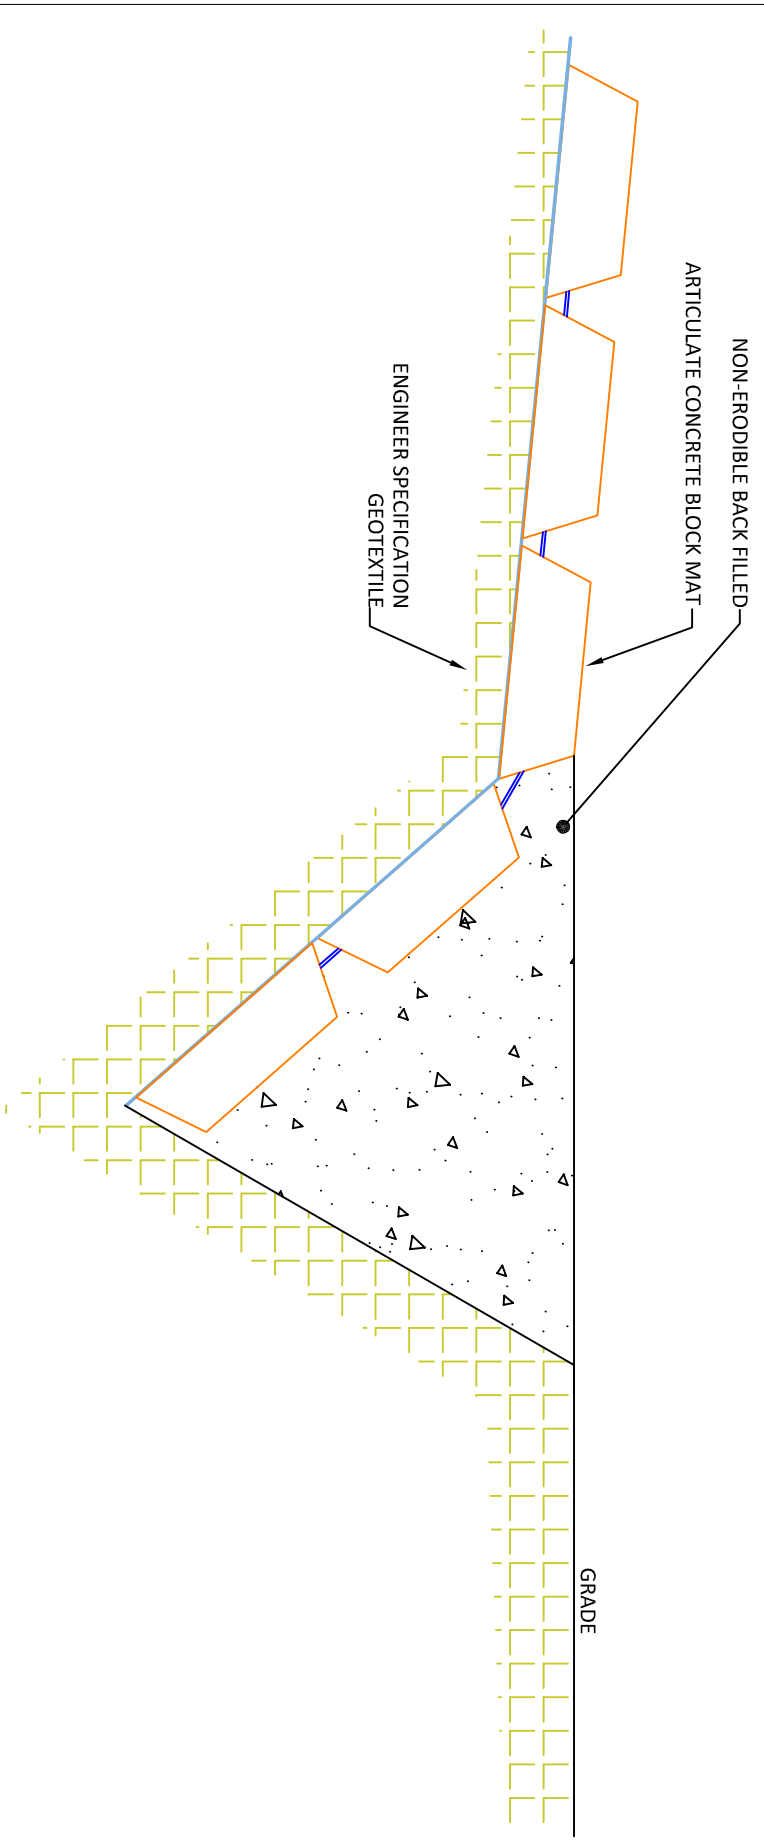 NON-ERODIBLE BACK FILLED
ARTICULATE CONCRETE BLOCK MAT
ENGINEER SPECIFICATION
GEOTEXTILE
GRADE